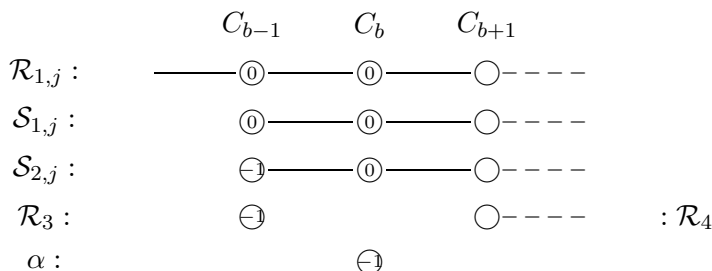 C_{b−1} C_b C_{b+1}
ℛ_{1,j} : 0 0
𝒮_{1,j} : 0 0
𝒮_{2,j} : −1 0
ℛ_3 : −1 : ℛ_4
α : −1